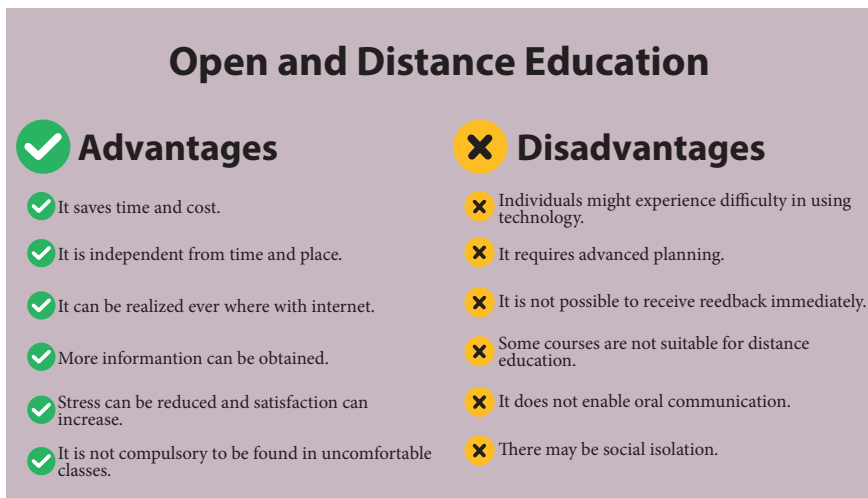 Open and Distance Education
Advantages
It saves time and cost.
It is independent from time and place.
It can be realized ever where with internet.
More informantion can be obtained.
Stress can be reduced and satisfaction can
increase.
It is not compulsory to be found in uncomfortable
classes.
Disadvantages
Individuals might experience difficulty in using
technology.
It requires advanced planning.
It is not possible to receive reedback immediately.
Some courses are not suitable for distance
education.
It does not enable oral communication.
There may be social isolation.